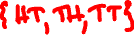 {HT, TH, TT}